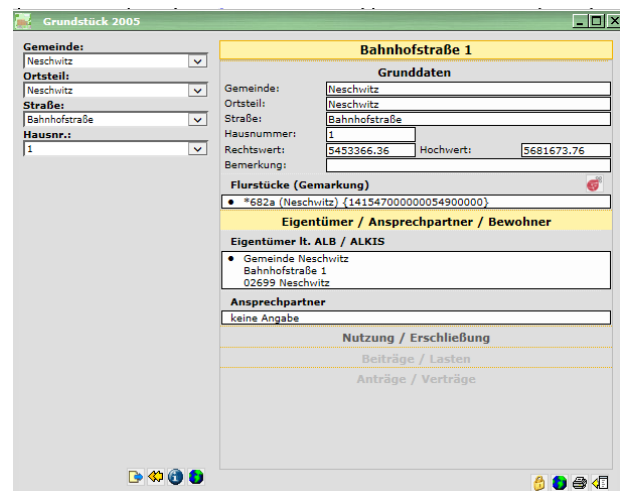 Grundstück 2005
Gemeinde:
Neschwitz
Ortsteil:
Neschwitz
Straße:
Bahnhofstraße
Hausnr.:
1
Bahnhofstraße 1
Grunddaten
Gemeinde: Neschwitz
Ortsteil: Neschwitz
Straße: Bahnhofstraße
Hausnummer: 1
Rechtswert: 5453366.36 Hochwert: 5681673.76
Bemerkung:
Flurstücke (Gemarkung)
● *682a (Neschwitz) {141547000000054900000}
Eigentümer / Ansprechpartner / Bewohner
Eigentümer lt. ALB / ALKIS
● Gemeinde Neschwitz
Bahnhofstraße 1
02699 Neschwitz
Ansprechpartner
keine Angabe
Nutzung / Erschließung
Beiträge / Lasten
Anträge / Verträge